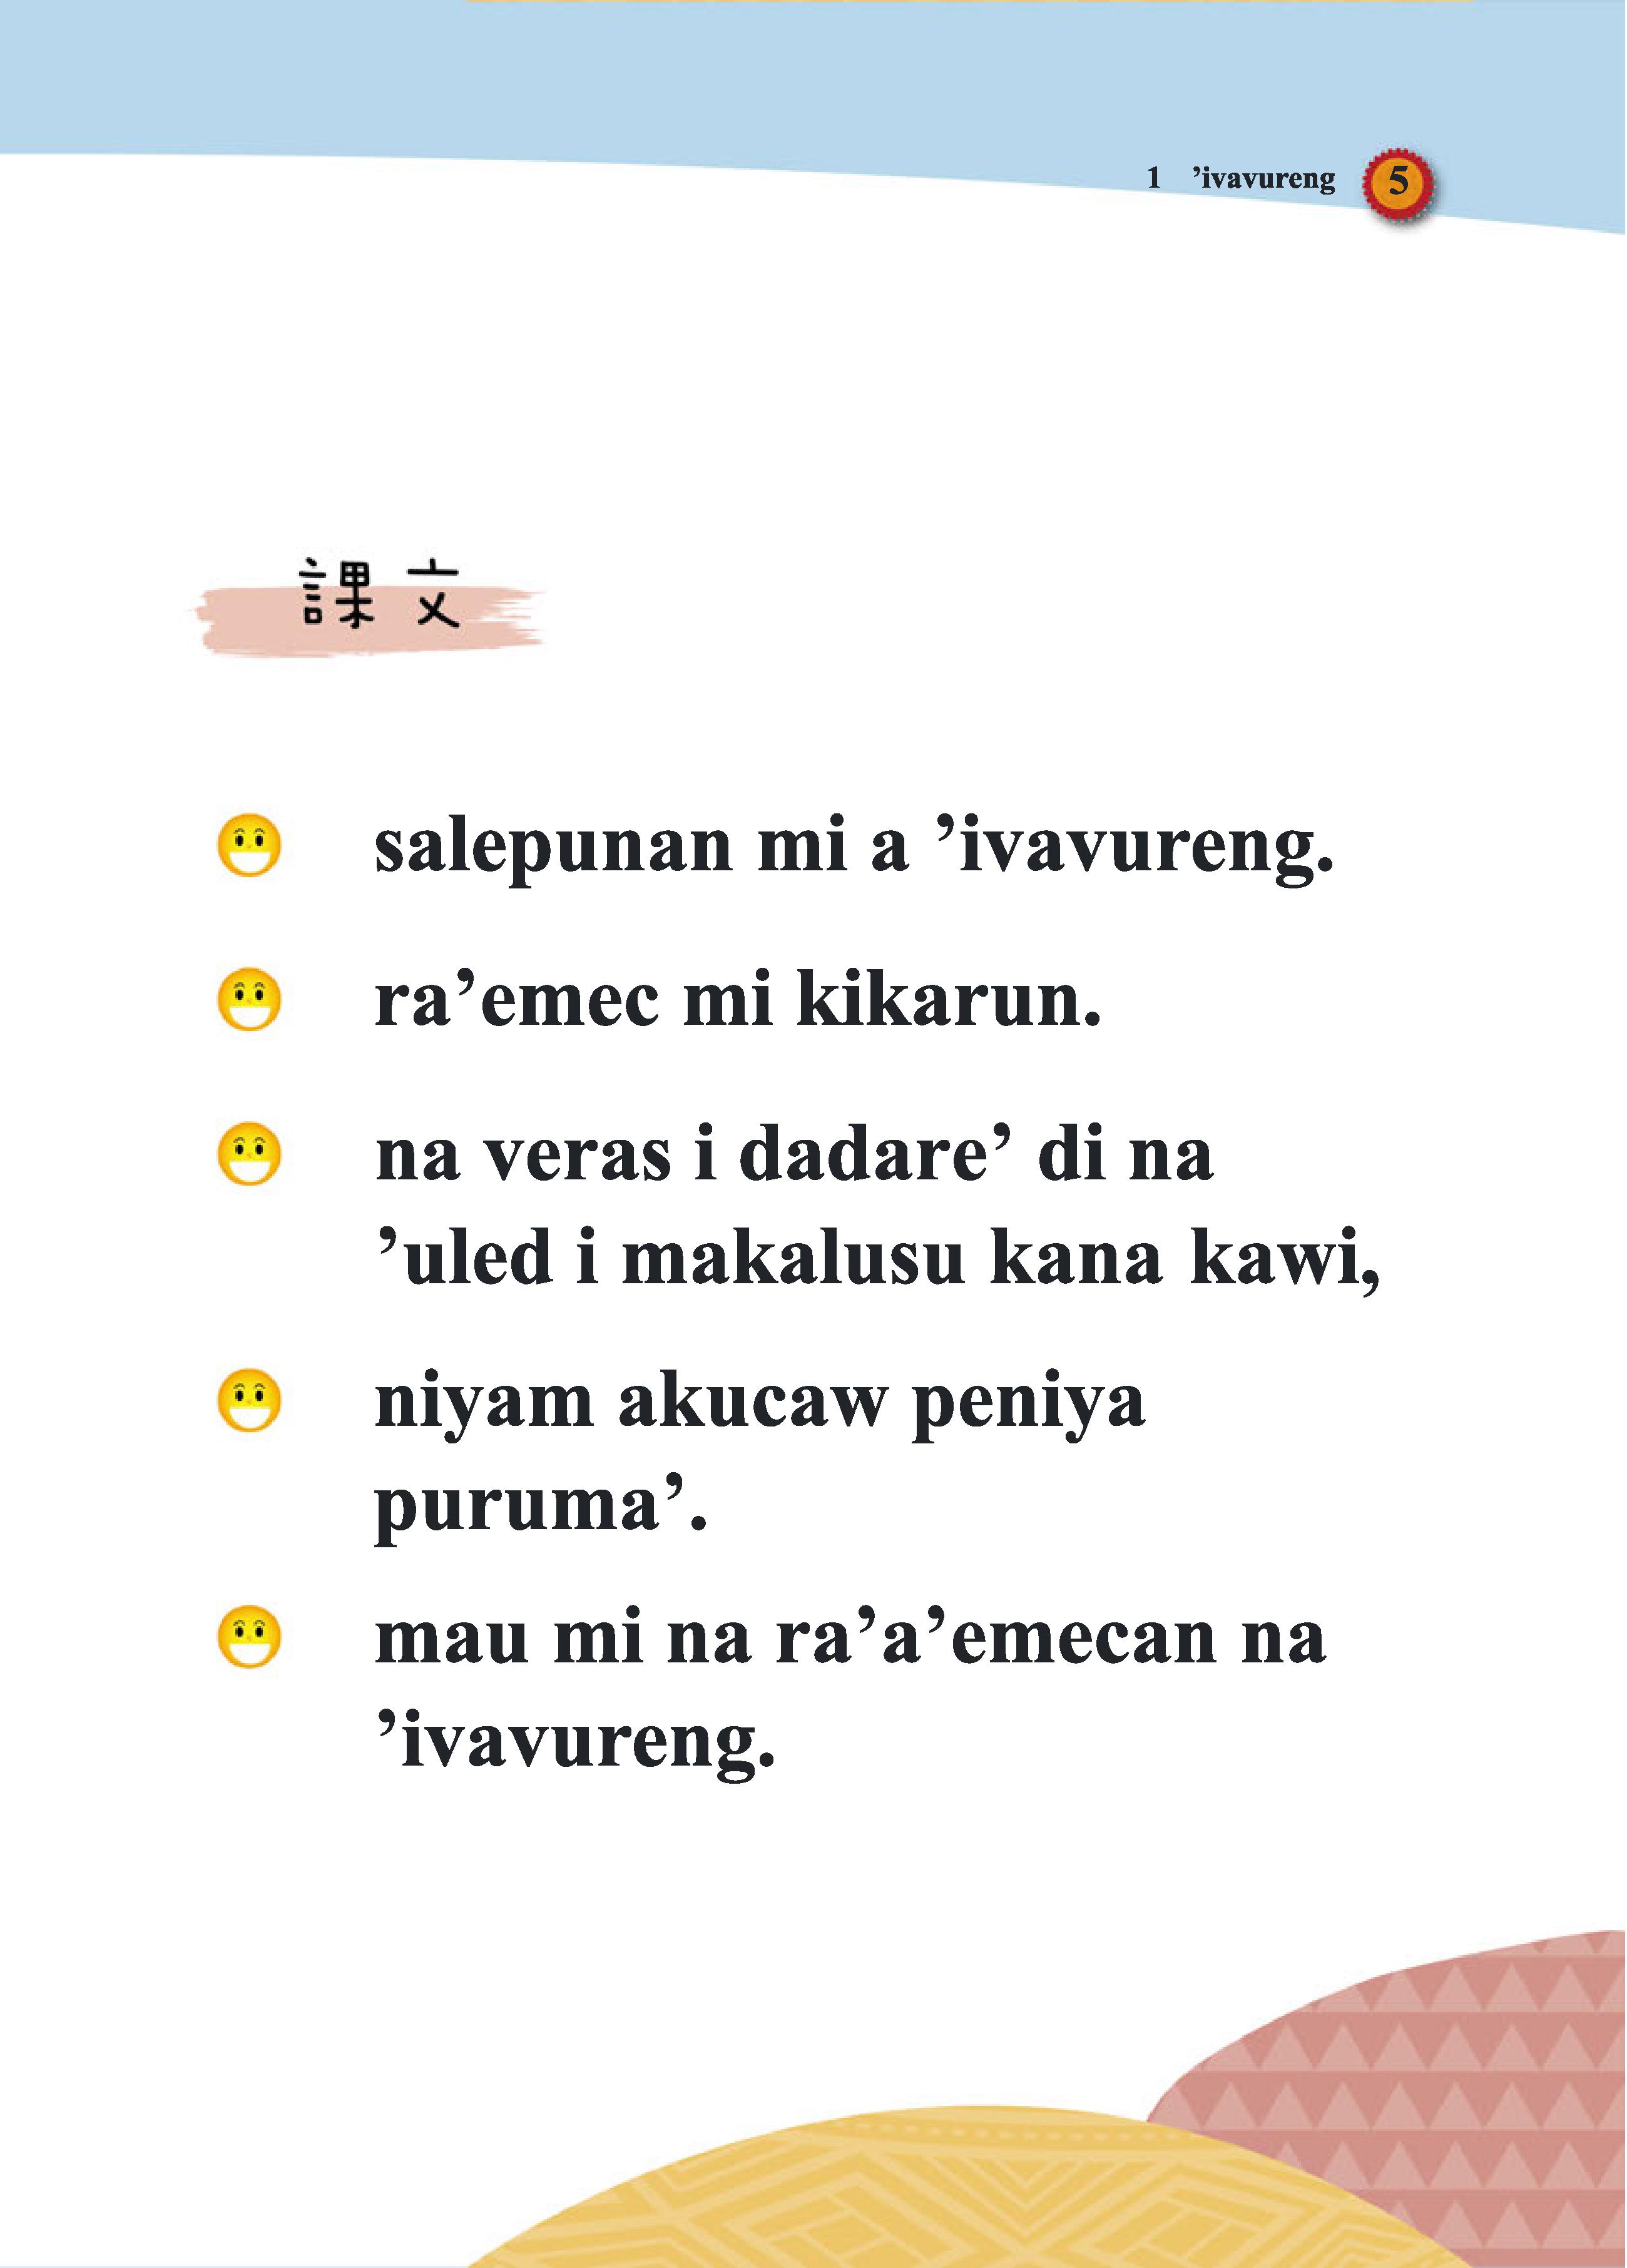 1 ’ivavureng 5
課文
salepunan mi a ’ivavureng.
ra’emec mi kikarun.
na veras i dadare’ di na
’uled i makalusu kana kawi,
niyam akucaw peniya
puruma’.
mau mi na ra’a’emecan na
’ivavureng.